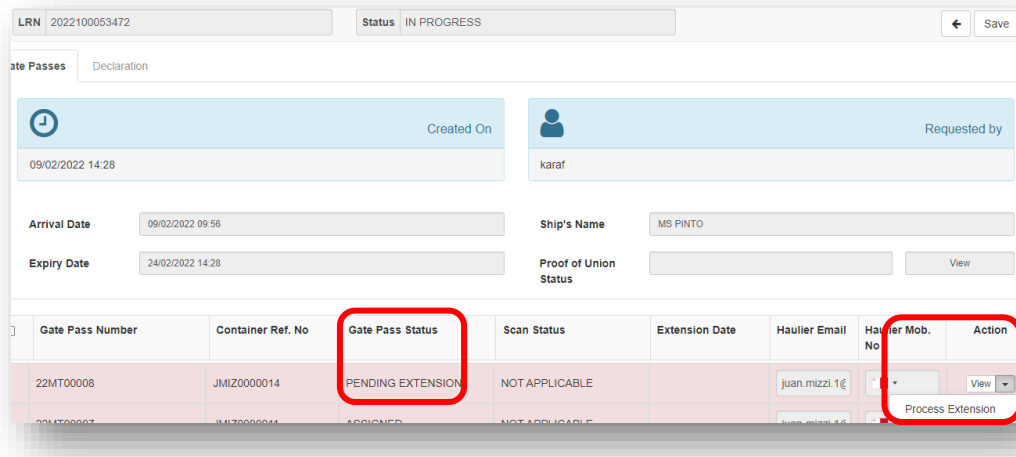 LRN 2022100053472 Status IN PROGRESS Save
ate Passes Declaration
Created On Requested by
09/02/2022 14:28 karaf
Arrival Date 09/02/2022 09:56 Ship's Name MS PINTO
Expiry Date 24/02/2022 14:28 Proof of Union View
Status
Gate Pass Number Container Ref. No Gate Pass Status Scan Status Extension Date Haulier Email Haulier Mob. Action
No
22MT00008 JMIZ0000014 PENDING EXTENSION NOT APPLICABLE juan.mizzi.1@ View
Process Extension
22MT00007 JMIZ0000011 ASSIGNED NOT APPLICABLE